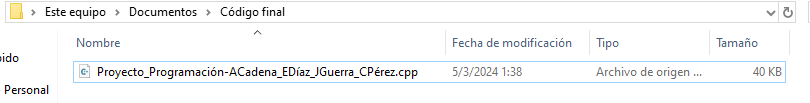 Este equipo > Documentos > Código final
Nombre Fecha de modificación Tipo Tamaño
pido
Proyecto_Programación-ACadena_EDíaz_JGuerra_CPérez.cpp 5/3/2024 1:38 Archivo de origen ... 40 KB
Personal